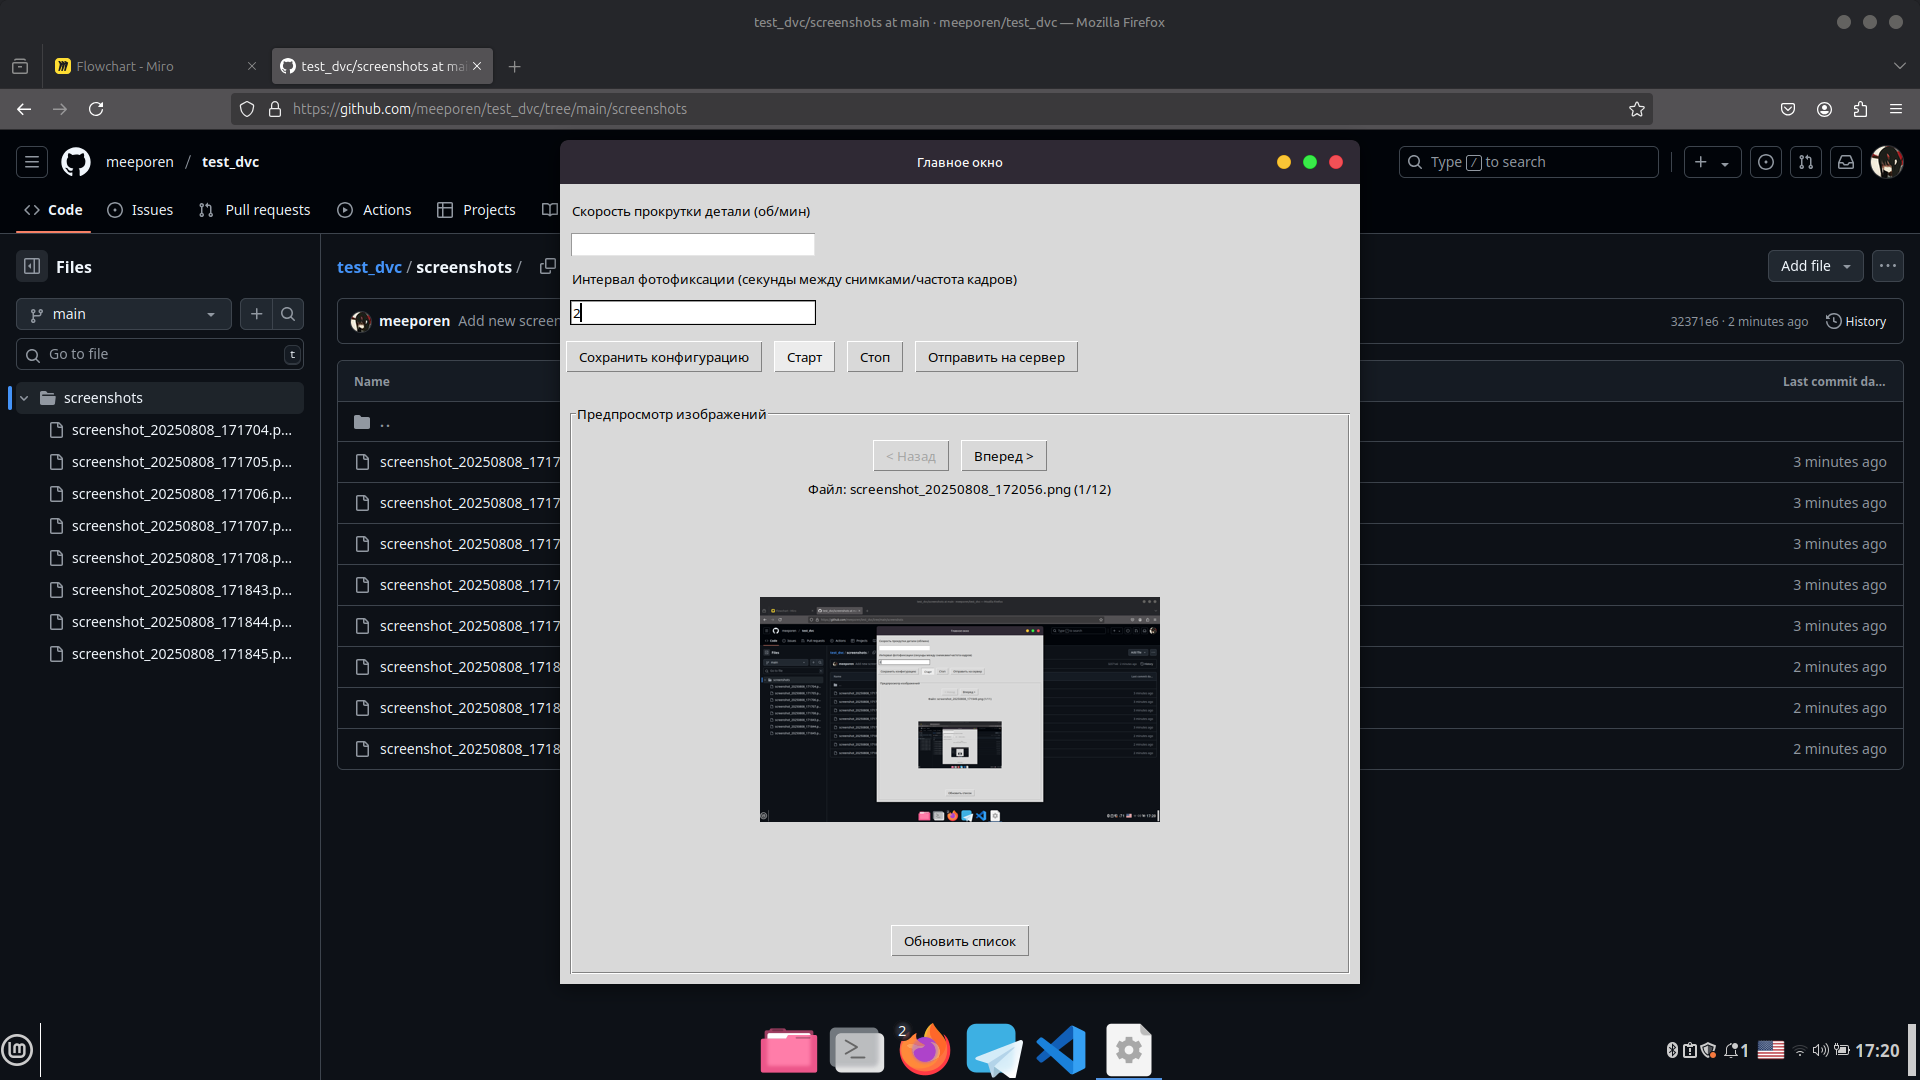 test_dvc/screenshots at main · meeporen/test_dvc — Mozilla Firefox
Flowchart - Miro
test_dvc/screenshots at mai
https://github.com/meeporen/test_dvc/tree/main/screenshots
meeporen / test_dvc
Type / to search
Code
Issues
Pull requests
Actions
Projects
Files
main
Go to file
t
screenshots
screenshot_20250808_171704.p...
screenshot_20250808_171705.p...
screenshot_20250808_171706.p...
screenshot_20250808_171707.p...
screenshot_20250808_171708.p...
screenshot_20250808_171843.p...
screenshot_20250808_171844.p...
screenshot_20250808_171845.p...
test_dvc / screenshots /
Add file
meeporen Add new screen
32371e6 · 2 minutes ago
History
Name
Last commit da...
. .
screenshot_20250808_1717
3 minutes ago
screenshot_20250808_1717
3 minutes ago
screenshot_20250808_1717
3 minutes ago
screenshot_20250808_1717
3 minutes ago
screenshot_20250808_1717
3 minutes ago
screenshot_20250808_1718
2 minutes ago
screenshot_20250808_1718
2 minutes ago
screenshot_20250808_1718
2 minutes ago
Главное окно
Скорость прокрутки детали (об/мин)
Интервал фотофиксации (секунды между снимками/частота кадров)
2
Сохранить конфигурацию
Старт
Стоп
Отправить на сервер
Предпросмотр изображений
< Назад
Вперед >
Файл: screenshot_20250808_172056.png (1/12)
Обновить список
2
1
17:20